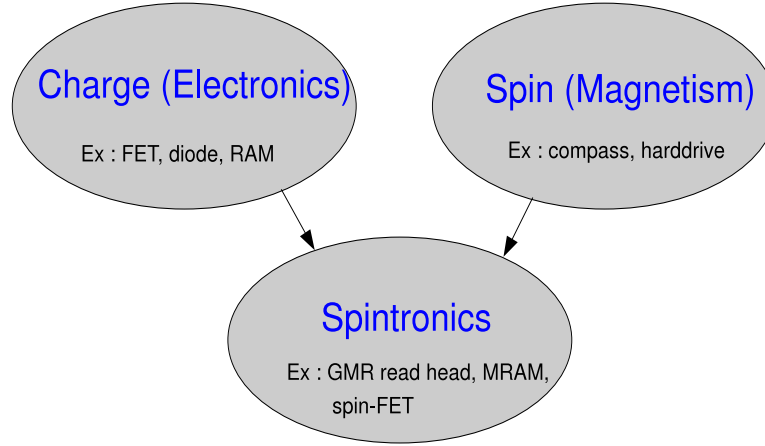 Charge (Electronics)
Ex : FET, diode, RAM
Spin (Magnetism)
Ex : compass, harddrive
Spintronics
Ex : GMR read head, MRAM,
spin-FET